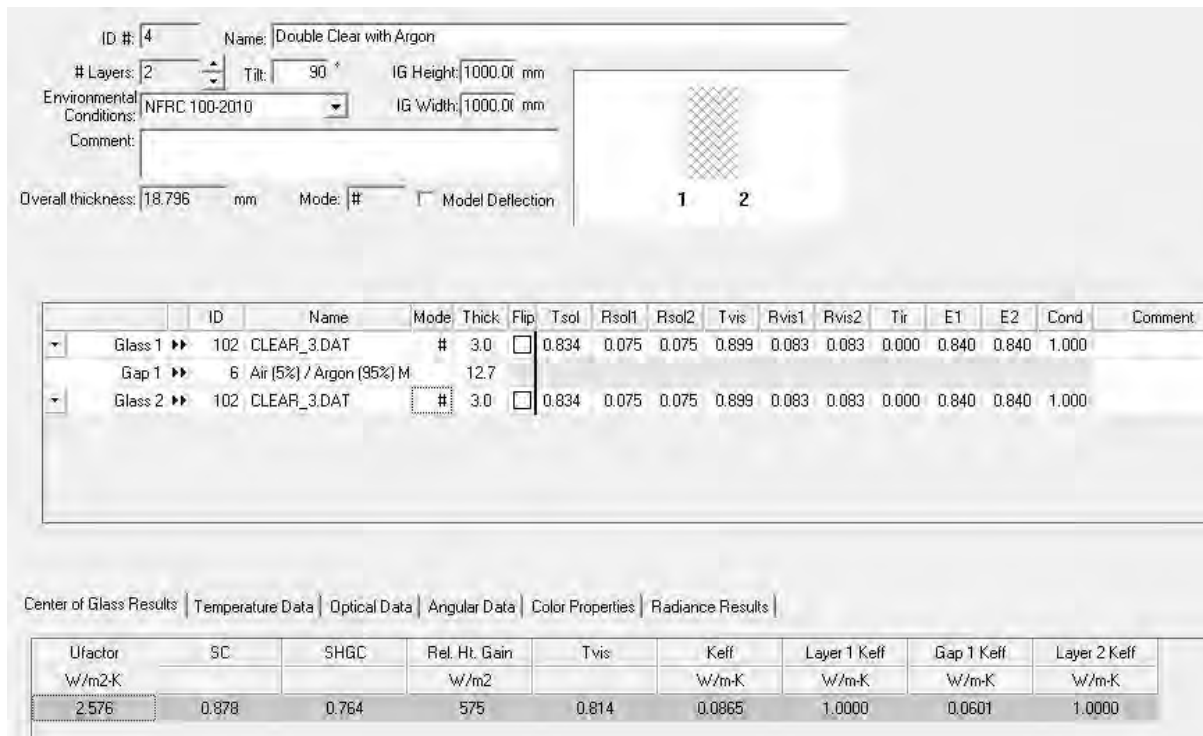 ID #: 4 Name: Double Clear with Argon
# Layers: 2 Tilt: 90 ° IG Height: 1000.0( mm
Environmental Conditions: NFRC 100-2010 IG Width: 1000.0( mm
Comment:
Overall thickness: 18.796 mm Mode: # Model Deflection
1 2
ID Name Mode Thick Flip Tsol Rsol1 Rsol2 Tvis Rvis1 Rvis2 Tir E1 E2 Cond Comment
Glass 1 102 CLEAR_3.DAT # 3.0 0.834 0.075 0.075 0.899 0.083 0.083 0.000 0.840 0.840 1.000
Gap 1 6 Air (5%) / Argon (95%) M 12.7
Glass 2 102 CLEAR_3.DAT # 3.0 0.834 0.075 0.075 0.899 0.083 0.083 0.000 0.840 0.840 1.000
Center of Glass Results Temperature Data Optical Data Angular Data Color Properties Radiance Results
Ufactor SC SHGC Rel. Ht. Gain Tvis Keff Layer 1 Keff Gap 1 Keff Layer 2 Keff
W/m2-K W/m2 W/m-K W/m-K W/m-K W/m-K
2.576 0.878 0.764 575 0.814 0.0865 1.0000 0.0601 1.0000